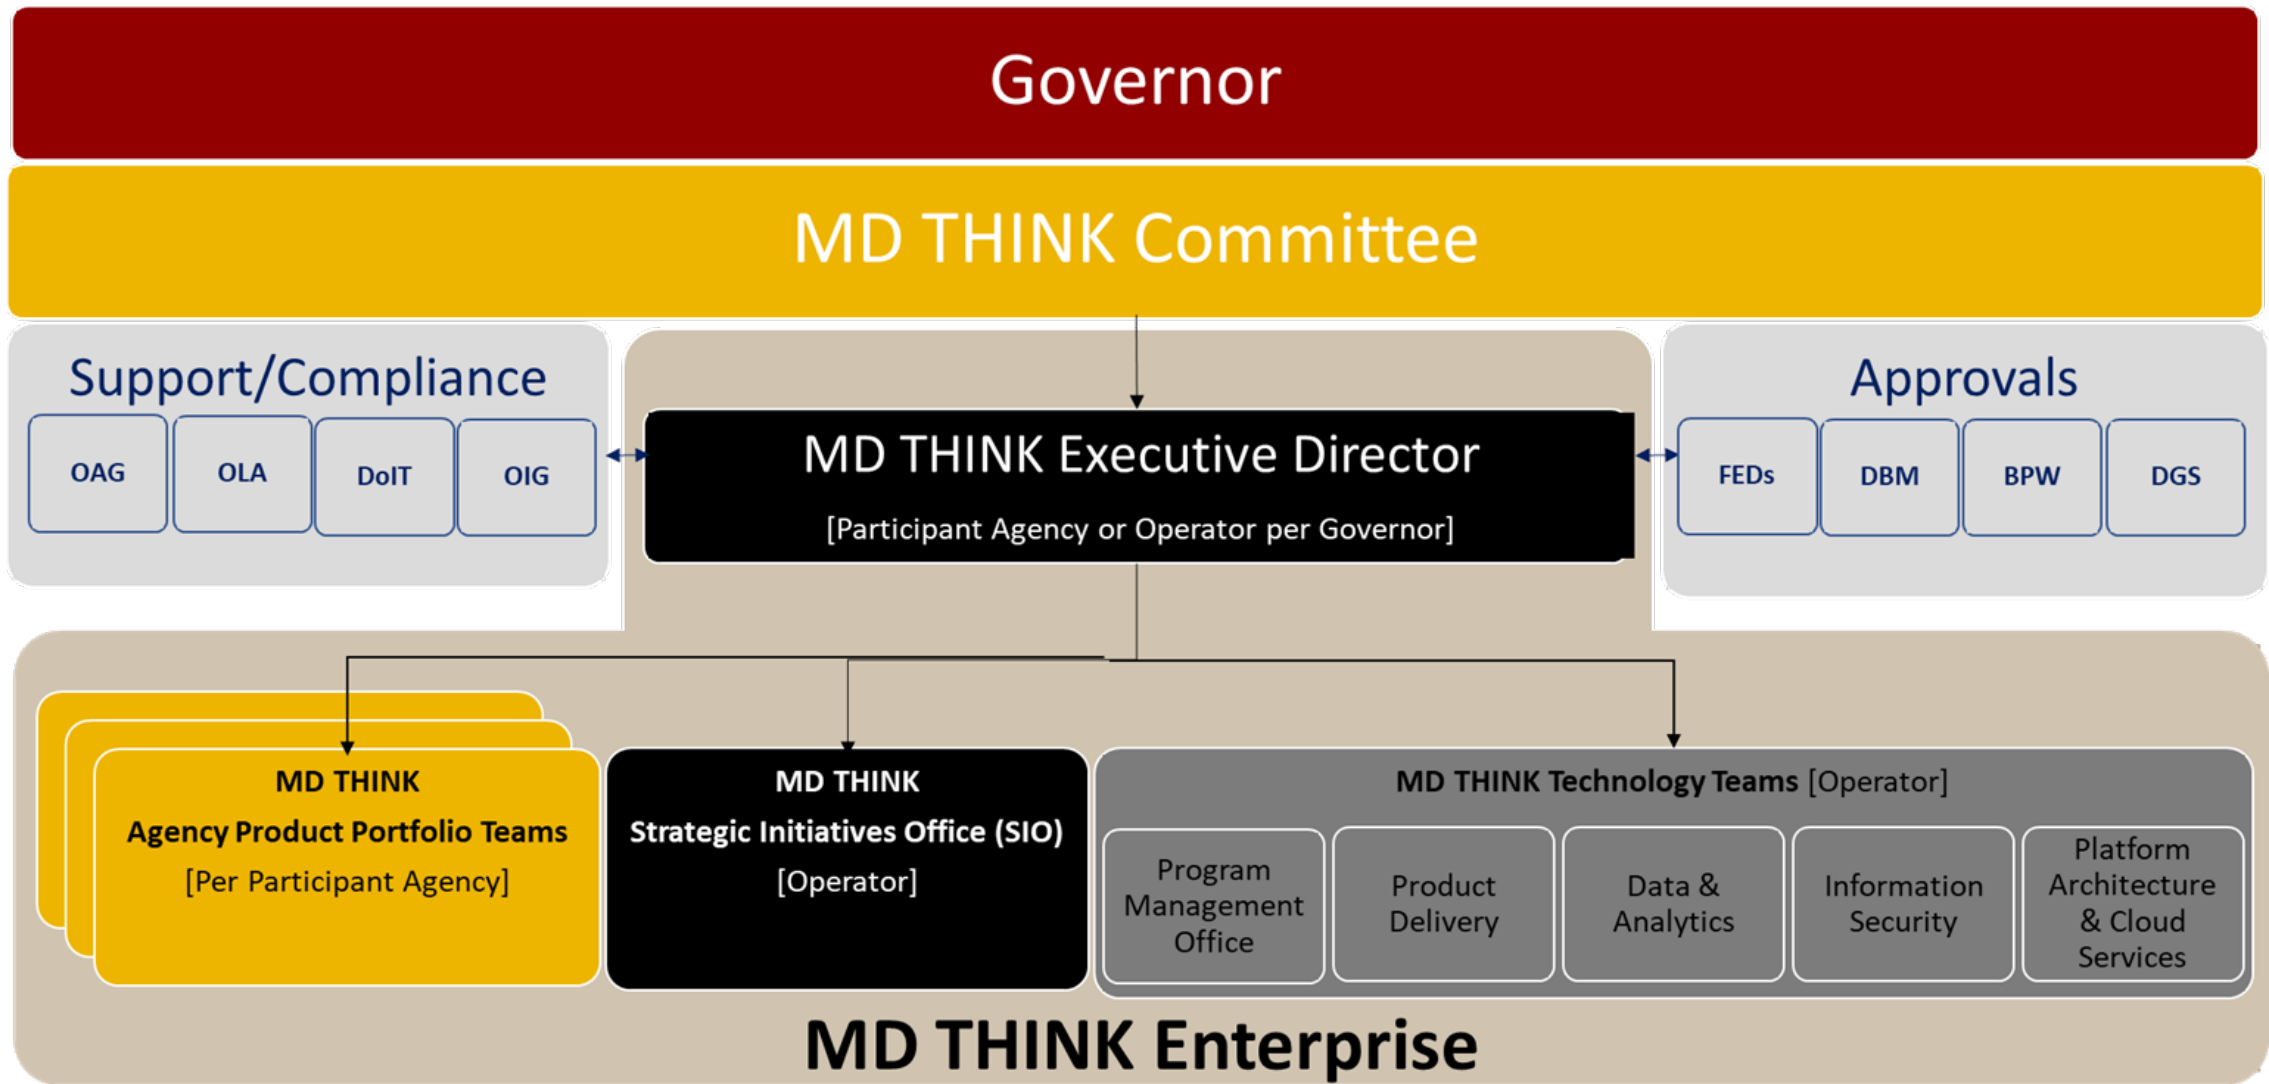 Governor
MD THINK Committee
Support/Compliance
OAG
OLA
DoIT
OIG
MD THINK Executive Director
[Participant Agency or Operator per Governor]
Approvals
FEDs
DBM
BPW
DGS
MD THINK
Agency Product Portfolio Teams
[Per Participant Agency]
MD THINK
Strategic Initiatives Office (SIO)
[Operator]
MD THINK Technology Teams [Operator]
Program
Management
Office
Product
Delivery
Data &
Analytics
Information
Security
Platform
Architecture
& Cloud
Services
MD THINK Enterprise